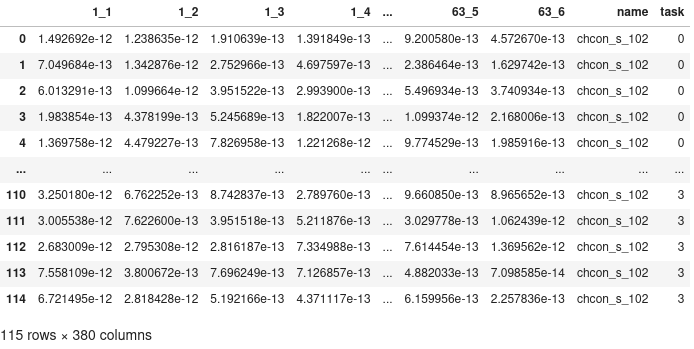 1_1 1_2 1_3 1_4 ... 63_5 63_6 name task
0 1.492692e-12 1.238635e-12 1.910639e-13 1.391849e-13 ... 9.200580e-13 4.572670e-13 chcon_s_102 0
1 7.049684e-13 1.342876e-12 2.752966e-13 4.697597e-13 ... 2.386464e-13 1.629742e-13 chcon_s_102 0
2 6.013291e-13 1.099664e-12 3.951522e-13 2.993900e-13 ... 5.496934e-13 3.740934e-13 chcon_s_102 0
3 1.983854e-13 4.378199e-13 5.245689e-13 1.822007e-13 ... 1.099374e-12 2.168006e-13 chcon_s_102 0
4 1.369758e-12 4.479227e-13 7.826958e-13 1.221268e-12 ... 9.774529e-13 1.985916e-13 chcon_s_102 0
... ... ... ... ... ... ... ... ... ...
110 3.250180e-12 6.762252e-13 8.742837e-13 2.789760e-13 ... 9.660850e-13 8.965652e-13 chcon_s_102 3
111 3.005538e-12 7.622600e-13 3.951518e-13 5.211876e-13 ... 3.029778e-13 1.062439e-12 chcon_s_102 3
112 2.683009e-12 2.795308e-12 2.816187e-13 7.334988e-13 ... 7.614454e-13 1.369562e-12 chcon_s_102 3
113 7.558109e-12 3.800672e-13 7.696249e-13 7.126857e-13 ... 4.882033e-13 7.098585e-14 chcon_s_102 3
114 6.721495e-12 2.818428e-12 5.192166e-13 4.371117e-13 ... 6.159956e-13 2.257836e-13 chcon_s_102 3
115 rows × 380 columns